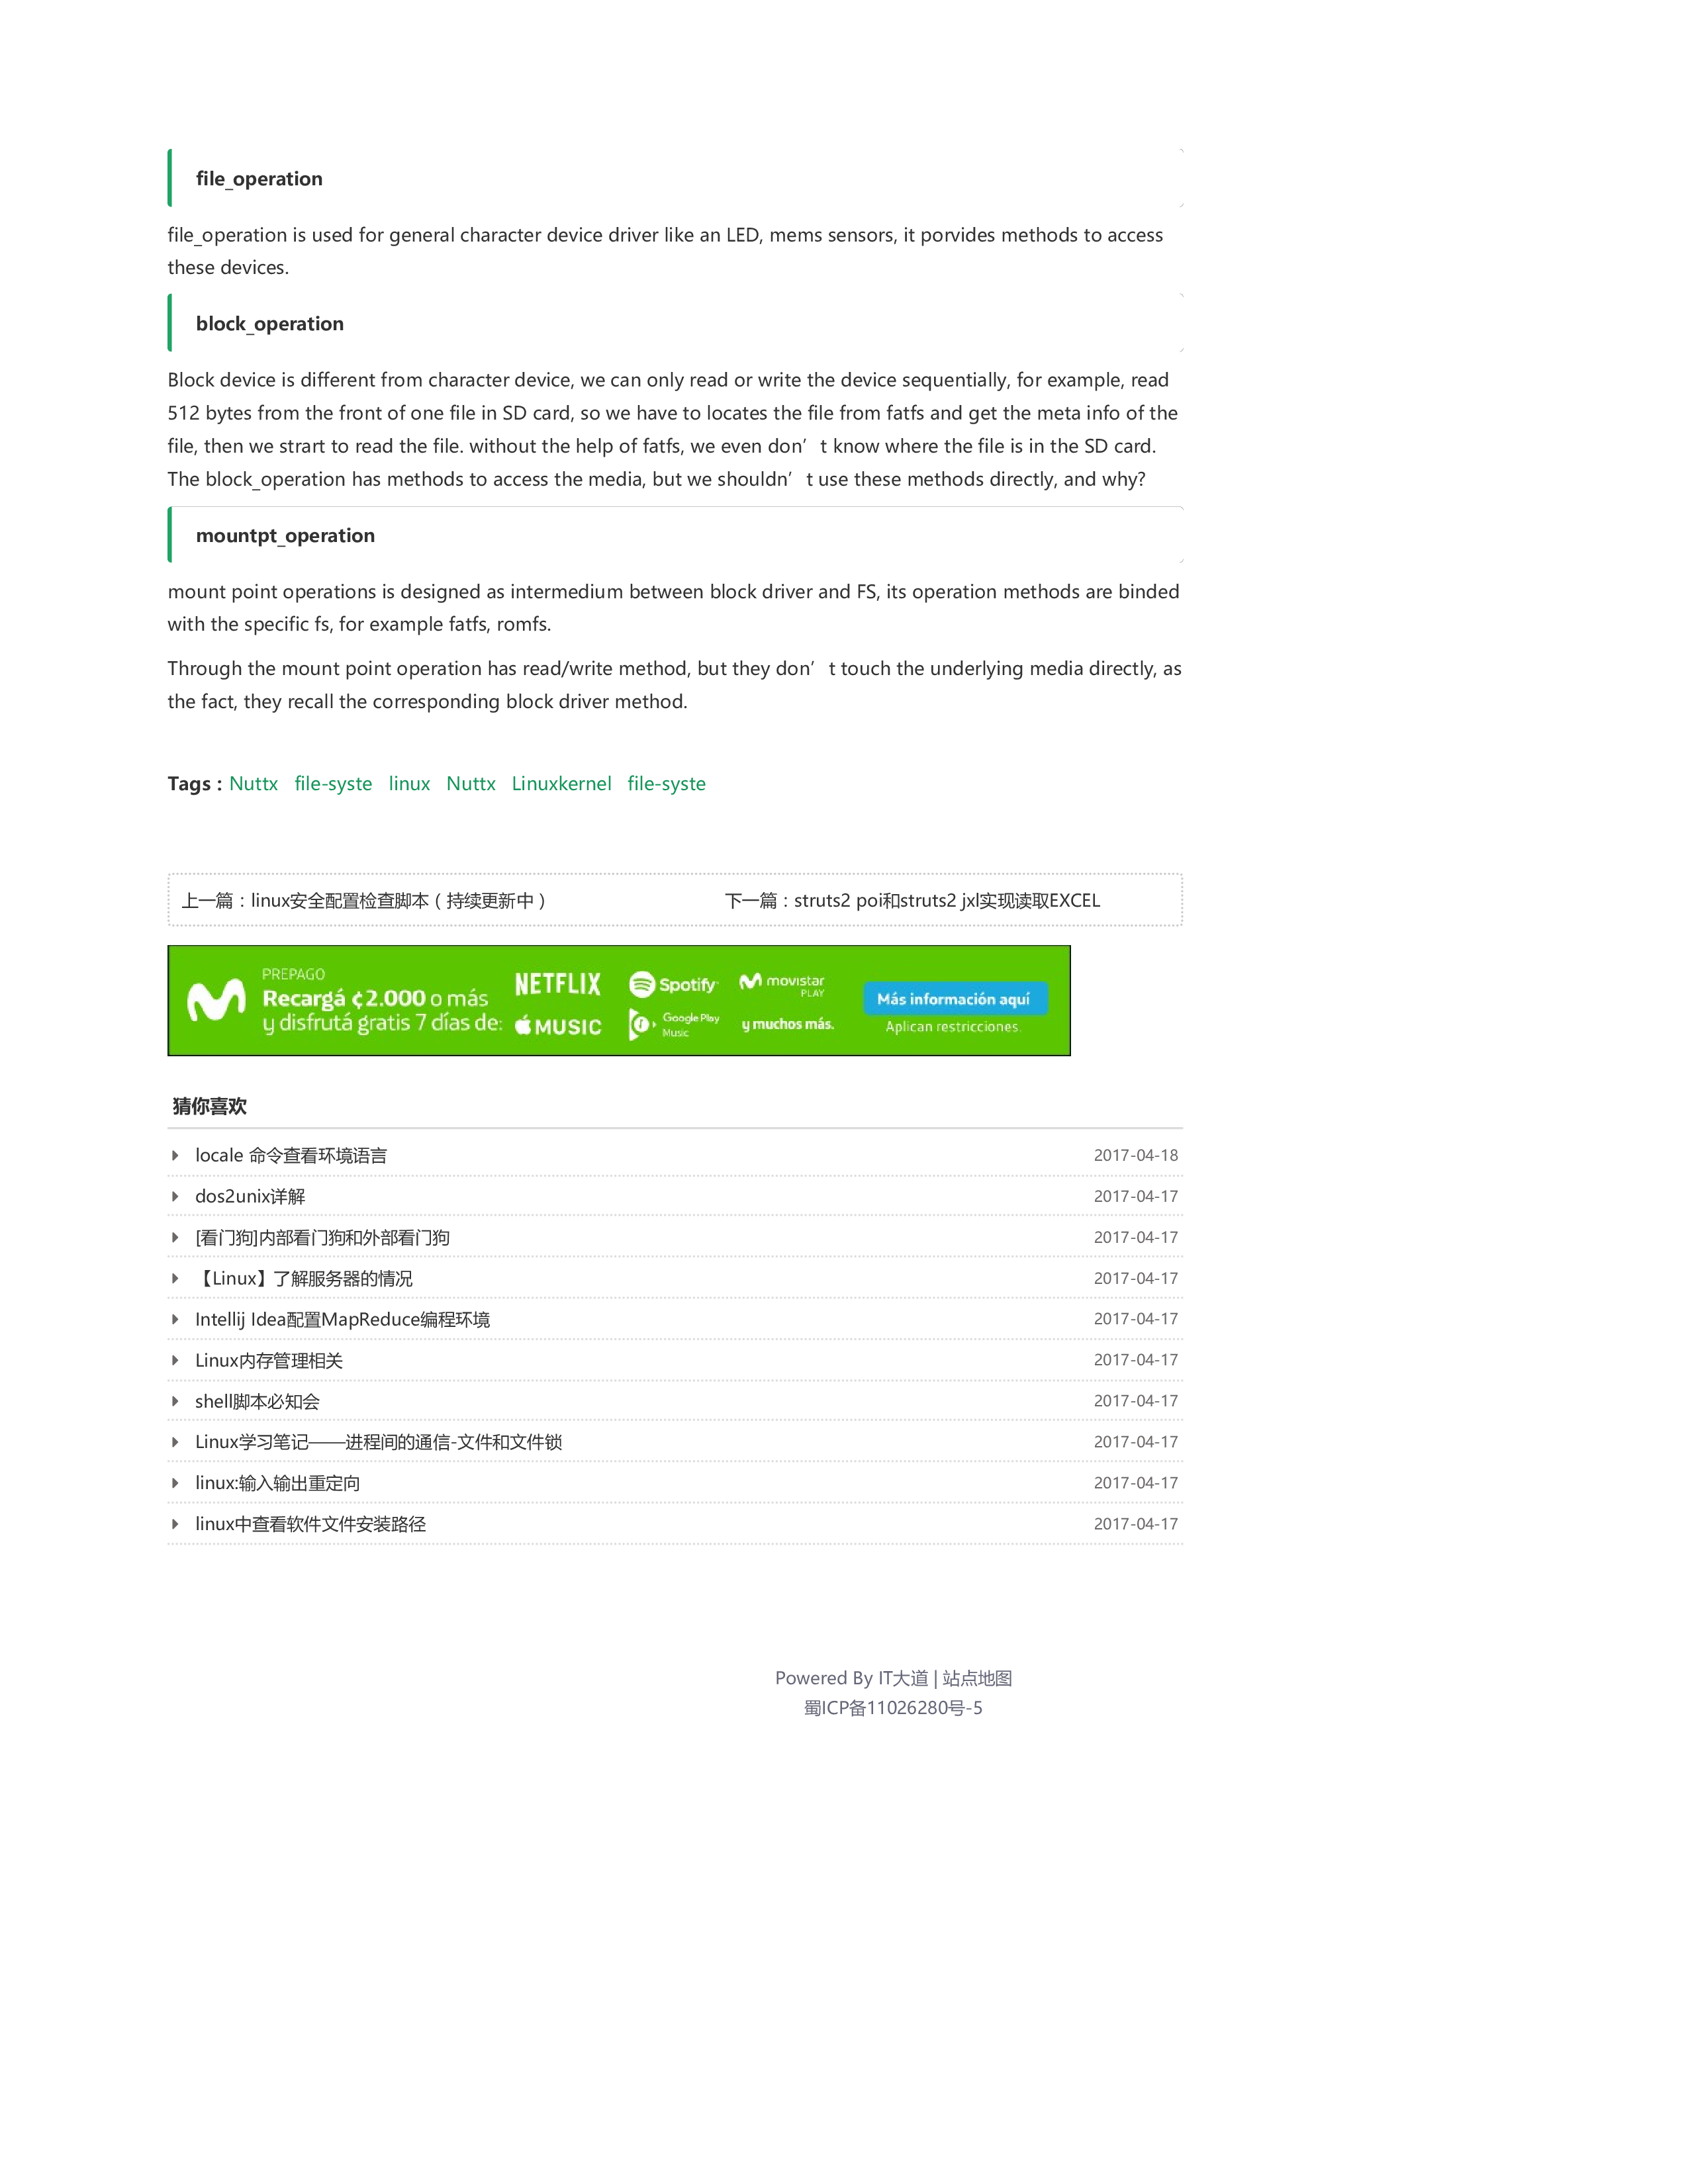 file_operation
file_operation is used for general character device driver like an LED, mems sensors, it porvides methods to access
these devices.
block_operation
Block device is different from character device, we can only read or write the device sequentially, for example, read
512 bytes from the front of one file in SD card, so we have to locates the file from fatfs and get the meta info of the
file, then we strart to read the file. without the help of fatfs, we even don’t know where the file is in the SD card.
The block_operation has methods to access the media, but we shouldn’t use these methods directly, and why?
mountpt_operation
mount point operations is designed as intermedium between block driver and FS, its operation methods are binded
with the specific fs, for example fatfs, romfs.
Through the mount point operation has read/write method, but they don’t touch the underlying media directly, as
the fact, they recall the corresponding block driver method.
Tags : Nuttx file-syste linux Nuttx Linuxkernel file-syste
上一篇：linux安全配置检查脚本（持续更新中） 下一篇：struts2 poi和struts2 jxl实现读取EXCEL
PREPAGO
Recargá ¢2.000 o más
y disfrutá gratis 7 días de:
NETFLIX Spotify movistar PLAY
MUSIC Google Play Music y muchos más.
Más información aquí
Aplican restricciones.
猜你喜欢
locale 命令查看环境语言 2017-04-18
dos2unix详解 2017-04-17
[看门狗]内部看门狗和外部看门狗 2017-04-17
【Linux】了解服务器的情况 2017-04-17
Intellij Idea配置MapReduce编程环境 2017-04-17
Linux内存管理相关 2017-04-17
shell脚本必知会 2017-04-17
Linux学习笔记——进程间的通信-文件和文件锁 2017-04-17
linux:输入输出重定向 2017-04-17
linux中查看软件文件安装路径 2017-04-17
Powered By IT大道 | 站点地图
蜀ICP备11026280号-5